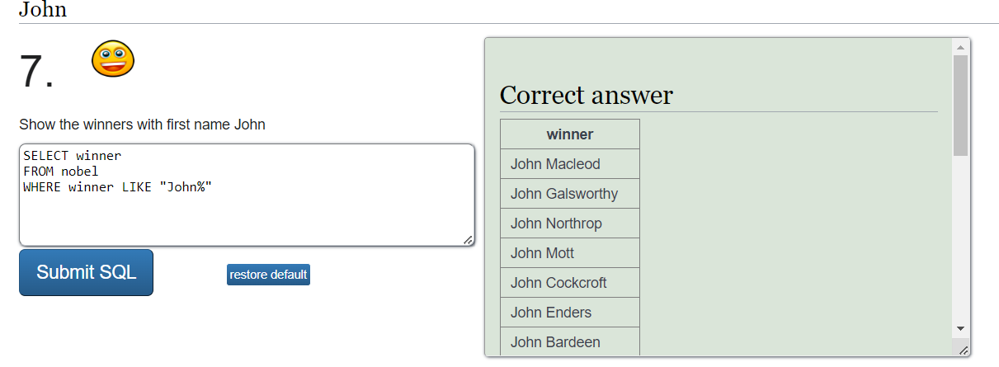 John
7.
Show the winners with first name John
SELECT winner
FROM nobel
WHERE winner LIKE "John%"
Submit SQL
restore default
Correct answer
winner
John Macleod
John Galsworthy
John Northrop
John Mott
John Cockcroft
John Enders
John Bardeen